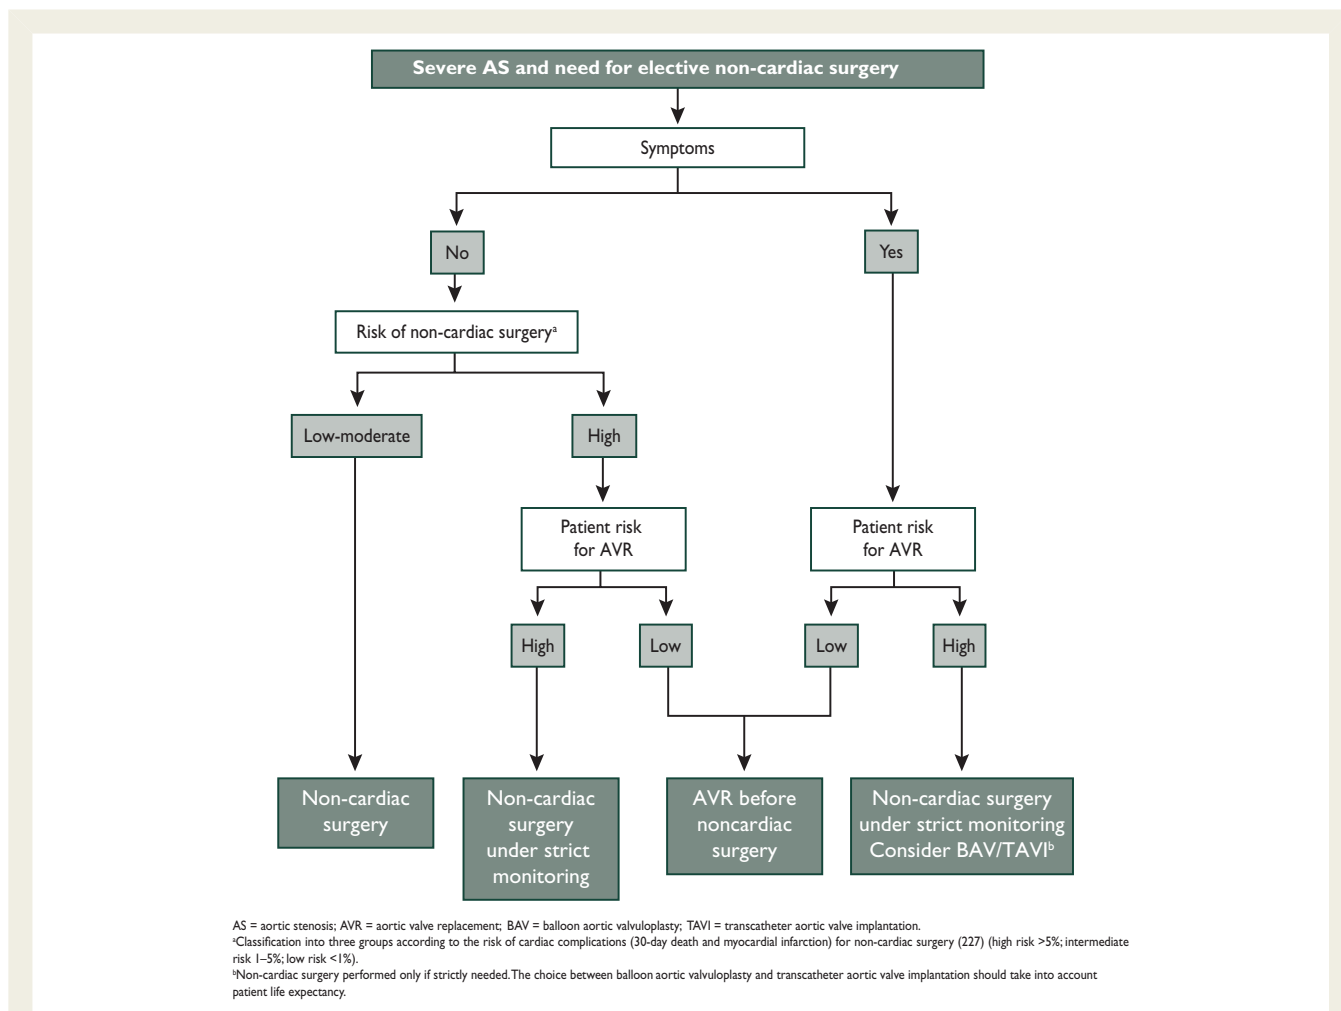 Severe AS and need for elective non-cardiac surgery
Symptoms
No
Yes
Risk of non-cardiac surgeryᵃ
Low-moderate
High
Patient risk
for AVR
Patient risk
for AVR
High
Low
Low
High
Non-cardiac
surgery
Non-cardiac
surgery
under strict
monitoring
AVR before
noncardiac
surgery
Non-cardiac surgery
under strict monitoring
Consider BAV/TAVIᵇ
AS = aortic stenosis; AVR = aortic valve replacement; BAV = balloon aortic valvuloplasty; TAVI = transcatheter aortic valve implantation.
ᵃClassification into three groups according to the risk of cardiac complications (30-day death and myocardial infarction) for non-cardiac surgery (227) (high risk >5%; intermediate
risk 1–5%; low risk <1%).
ᵇNon-cardiac surgery performed only if strictly needed. The choice between balloon aortic valvuloplasty and transcatheter aortic valve implantation should take into account
patient life expectancy.